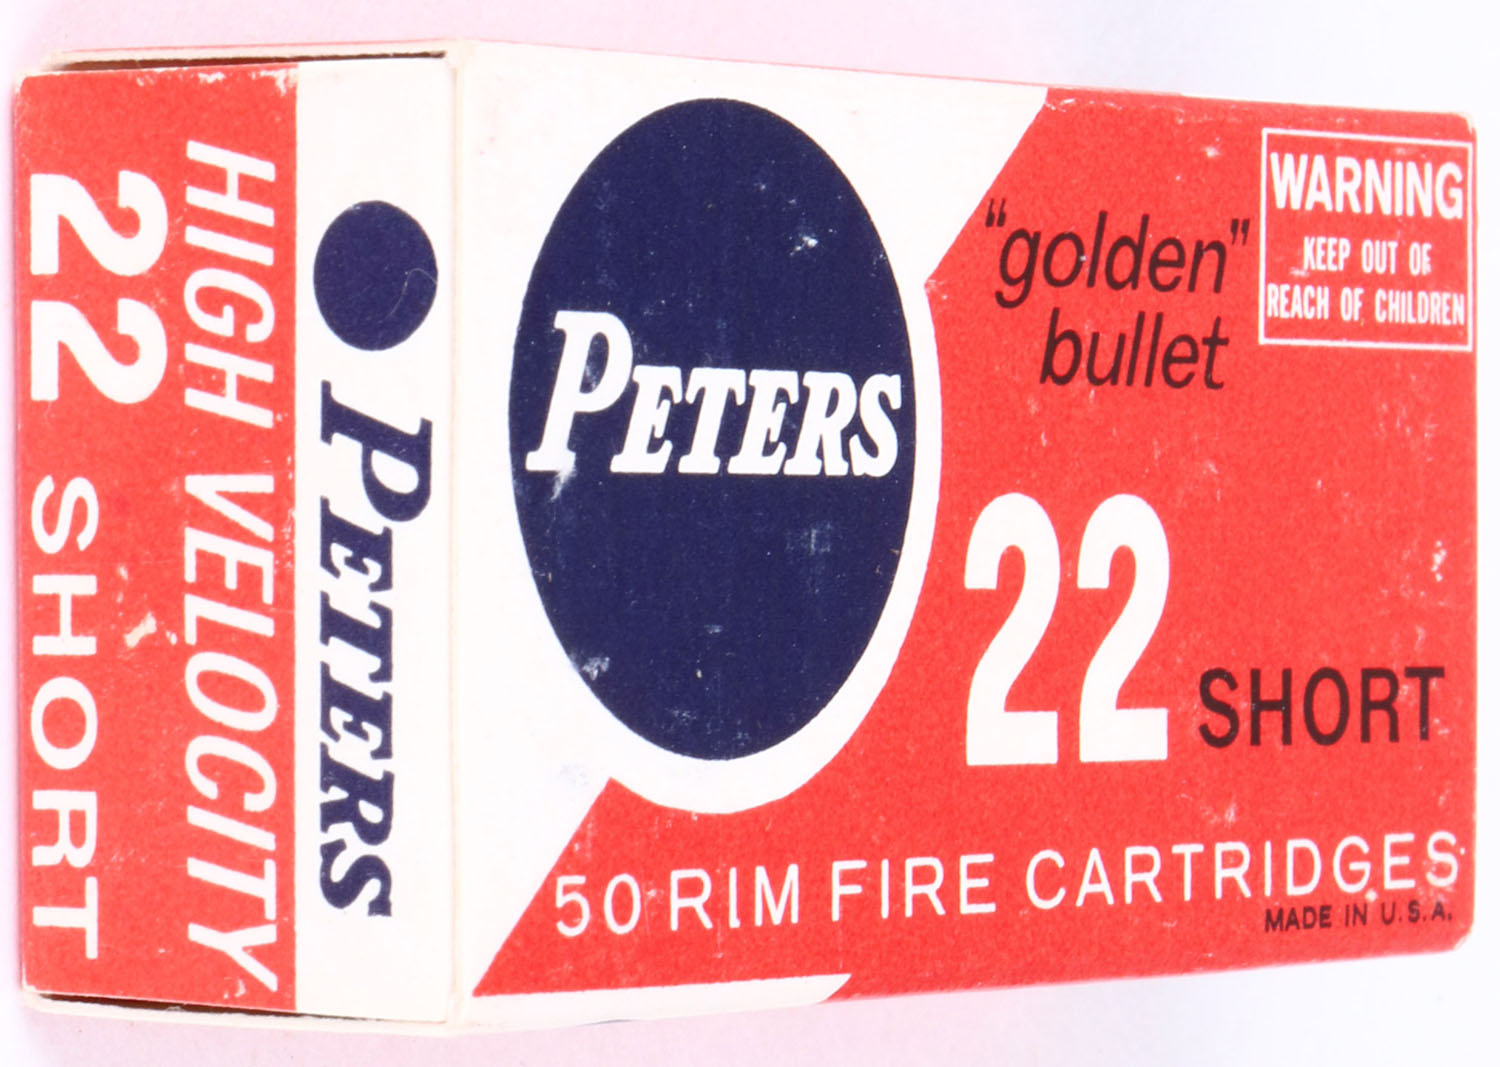 HIGH VELOCITY
22 SHORT
PETERS
PETERS
"golden"
bullet
WARNING
KEEP OUT OF
REACH OF CHILDREN
22 SHORT
50 RIM FIRE CARTRIDGES
MADE IN U.S.A.